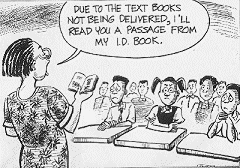 DUE TO THE TEXT BOOKS
NOT BEING DELIVERED, I'LL
READ YOU A PASSAGE FROM
MY I.D. BOOK.